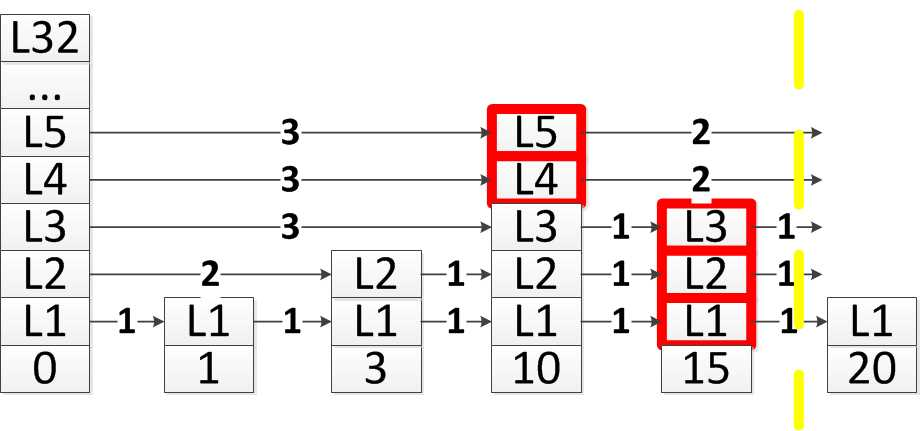 L32
...
L5 3 L5 2
L4 3 L4 2
L3 3 L3 1 L3 1
L2 2 L2 1 L2 1 L2 1
L1 1 L1 1 L1 1 L1 1 L1 1 L1
0 1 3 10 15 20